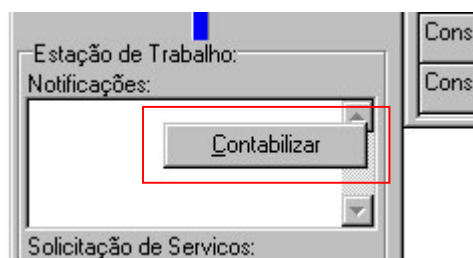 Estação de Trabalho:
Notificações:
Contabilizar
Solicitação de Servicos:
Cons
Cons